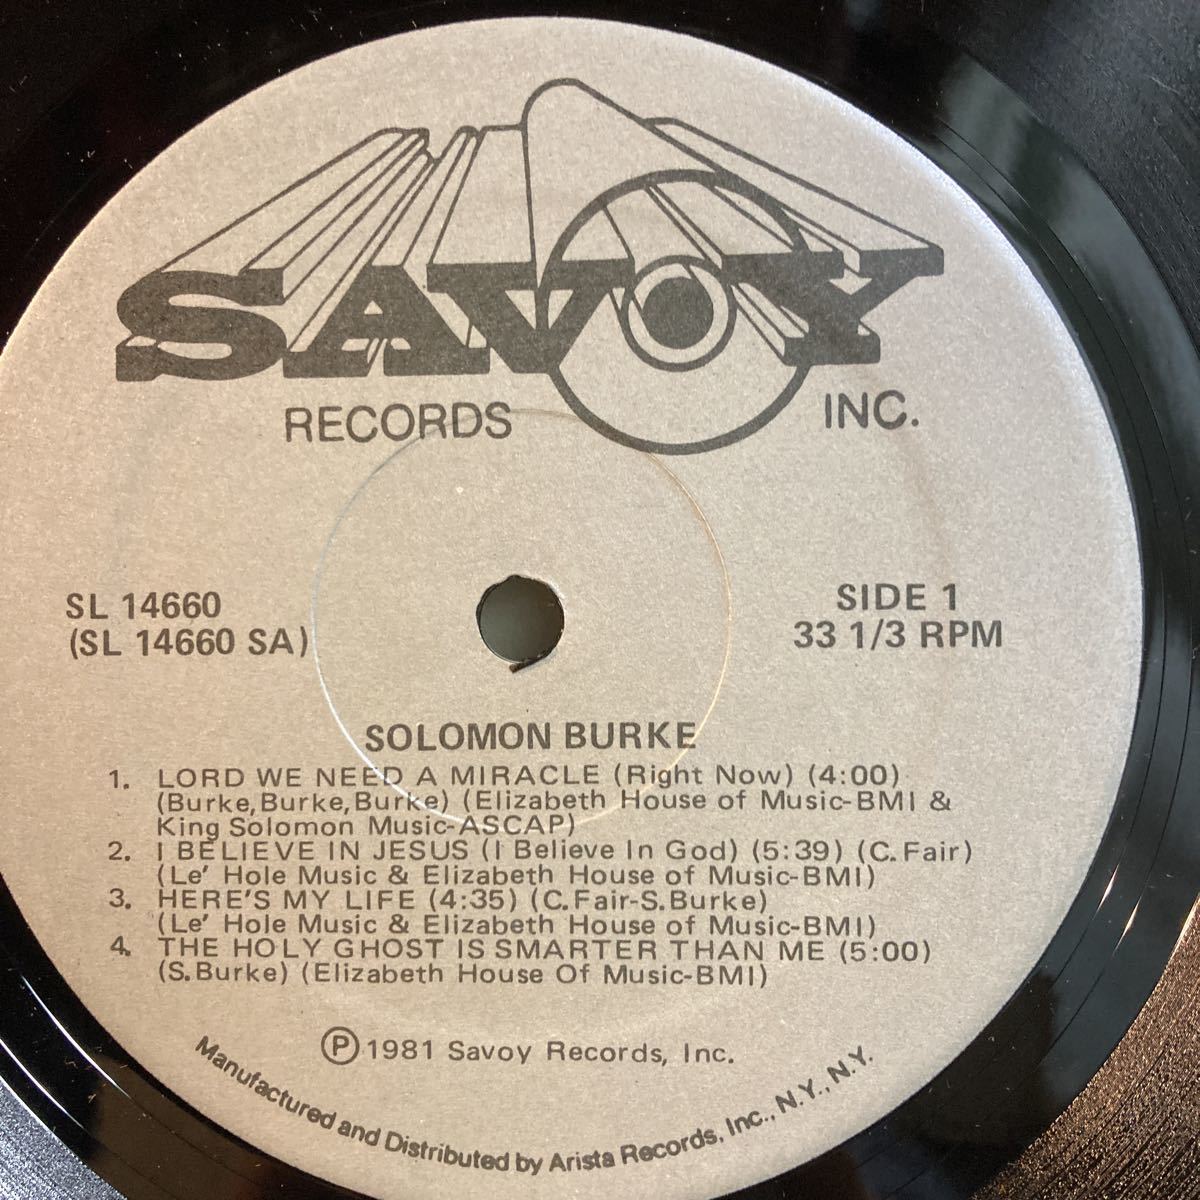 SAVOY
RECORDS INC.
SL 14660
(SL 14660 SA)
SIDE 1
33 1/3 RPM
SOLOMON BURKE
1. LORD WE NEED A MIRACLE (Right Now) (4:00)
(Burke,Burke,Burke) (Elizabeth House of Music-BMI &
King Solomon Music-ASCAP)
2. I BELIEVE IN JESUS (I Believe In God) (5:39) (C.Fair)
(Le' Hole Music & Elizabeth House of Music-BMI)
3. HERE'S MY LIFE (4:35) (C.Fair-S.Burke)
(Le' Hole Music & Elizabeth House of Music-BMI)
4. THE HOLY GHOST IS SMARTER THAN ME (5:00)
(S.Burke) (Elizabeth House Of Music-BMI)
Ⓟ1981 Savoy Records, Inc.
Manufactured and Distributed by Arista Records, Inc., N.Y., N.Y.